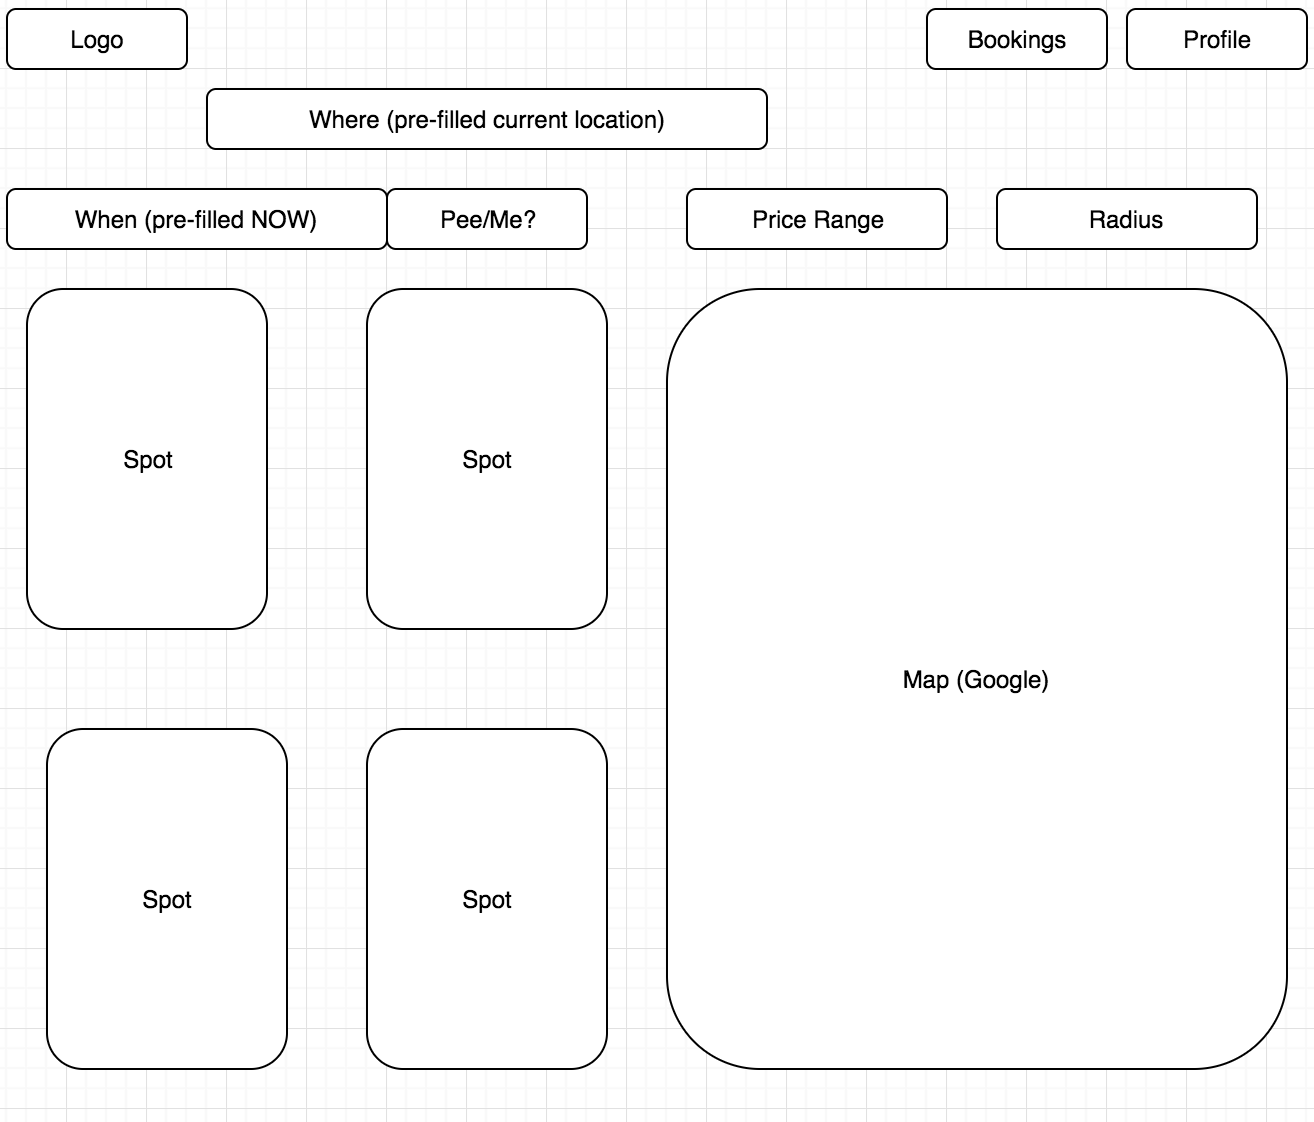 Logo
Bookings
Profile
Where (pre-filled current location)
When (pre-filled NOW)
Pee/Me?
Price Range
Radius
Spot
Spot
Map (Google)
Spot
Spot